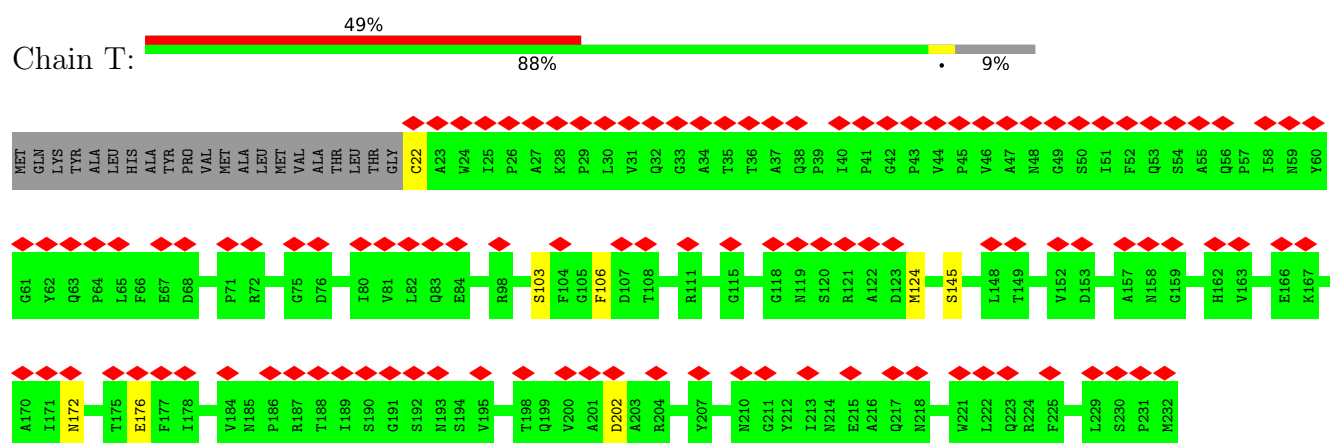 49%
Chain T:
88% • 9%
MET GLN LYS TYR ALA LEU HIS ALA TYR PRO VAL MET ALA LEU MET VAL ALA THR LEU THR GLY C22 A23 W24 I25 P26 A27 K28 P29 L30 V31 Q32 G33 A34 T35 T36 A37 Q38 P39 I40 P41 G42 P43 V44 P45 V46 A47 N48 G49 S50 I51 F52 Q53 S54 A55 Q56 P57 I58 N59 Y60
G61 Y62 Q63 P64 L65 F66 E67 D68 P71 R72 G75 D76 I80 V81 L82 Q83 E84 R98 S103 F104 G105 F106 D107 T108 R111 G115 G118 N119 S120 R121 A122 D123 M124 S145 L148 T149 V152 D153 A157 N158 G159 H162 V163 E166 K167
A170 I171 N172 T175 E176 F177 I178 V184 N185 P186 R187 T188 I189 S190 G191 S192 N193 S194 V195 T198 Q199 V200 A201 D202 A203 R204 Y207 N210 G211 Y212 I213 N214 E215 A216 Q217 N218 W221 L222 Q223 R224 F225 L229 S230 P231 M232